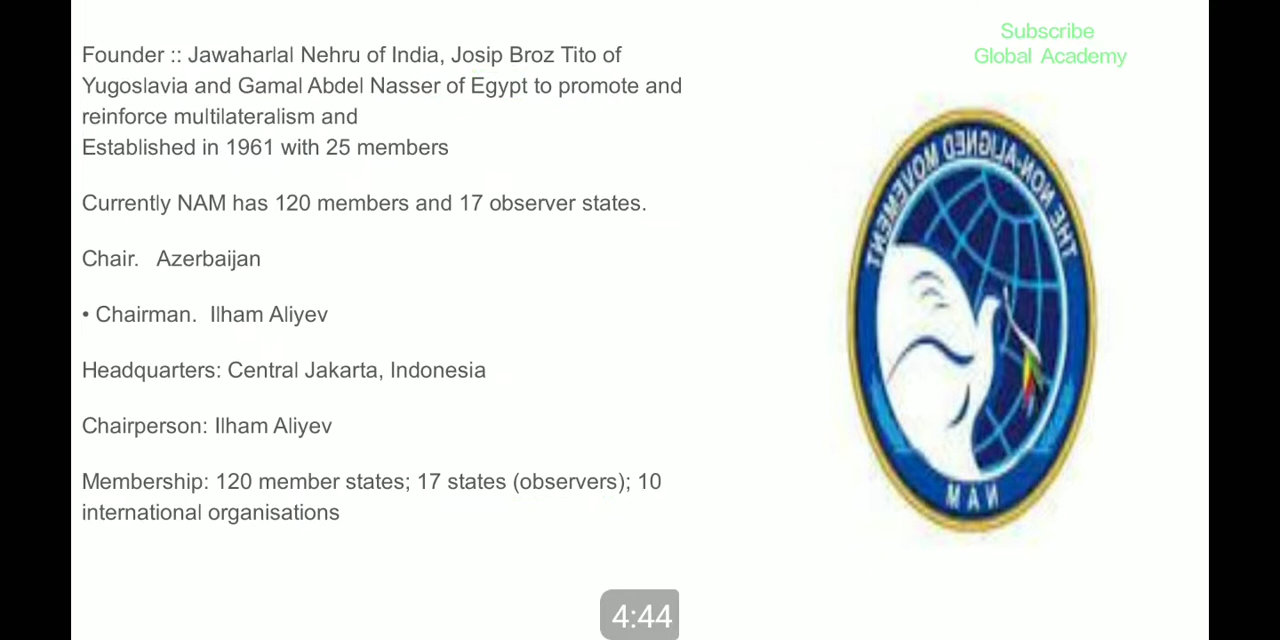 Subscribe
Global Academy
Founder :: Jawaharlal Nehru of India, Josip Broz Tito of
Yugoslavia and Gamal Abdel Nasser of Egypt to promote and
reinforce multilateralism and
Established in 1961 with 25 members
Currently NAM has 120 members and 17 observer states.
Chair. Azerbaijan
• Chairman. Ilham Aliyev
Headquarters: Central Jakarta, Indonesia
Chairperson: Ilham Aliyev
Membership: 120 member states; 17 states (observers); 10
international organisations
THE NON-ALIGNED MOVEMENT
NAM
4:44